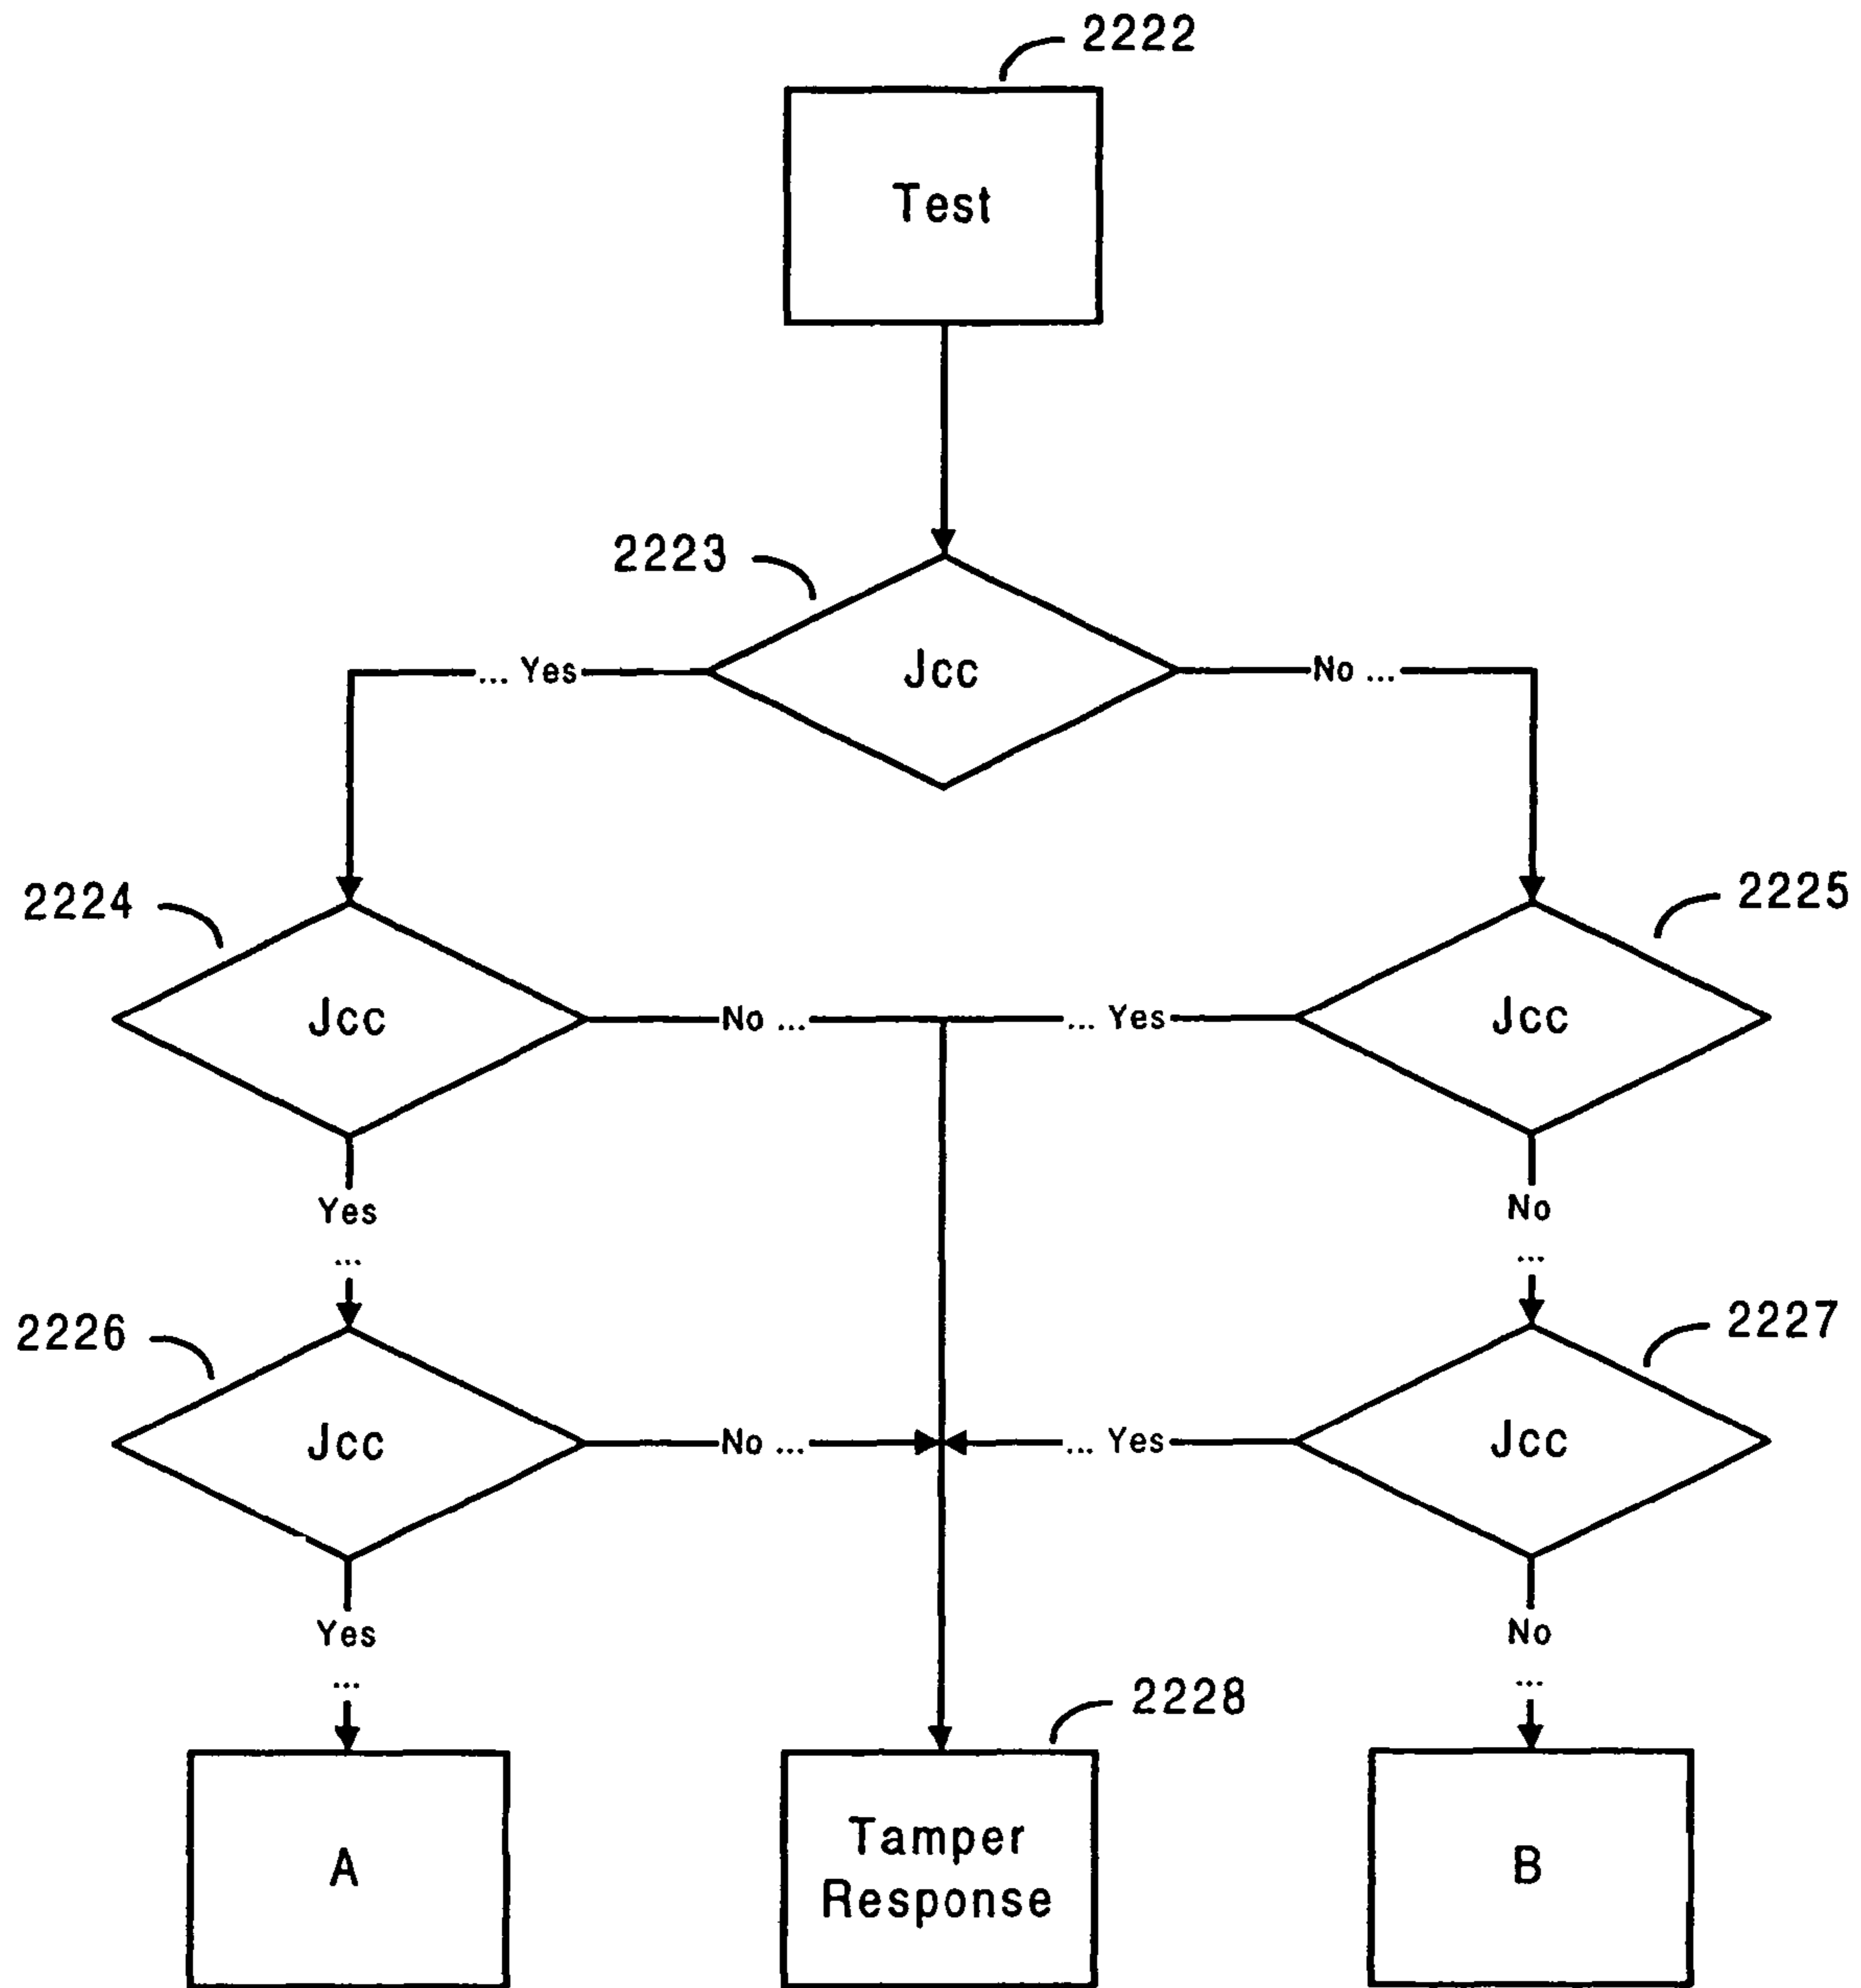 2222
Test
2223
... Yes
Jcc
No ...
2224
2225
Jcc
No ...
... Yes
Jcc
Yes
...
No
...
2226
2227
Jcc
No ...
... Yes
Jcc
Yes
...
No
...
2228
A
Tamper
Response
B